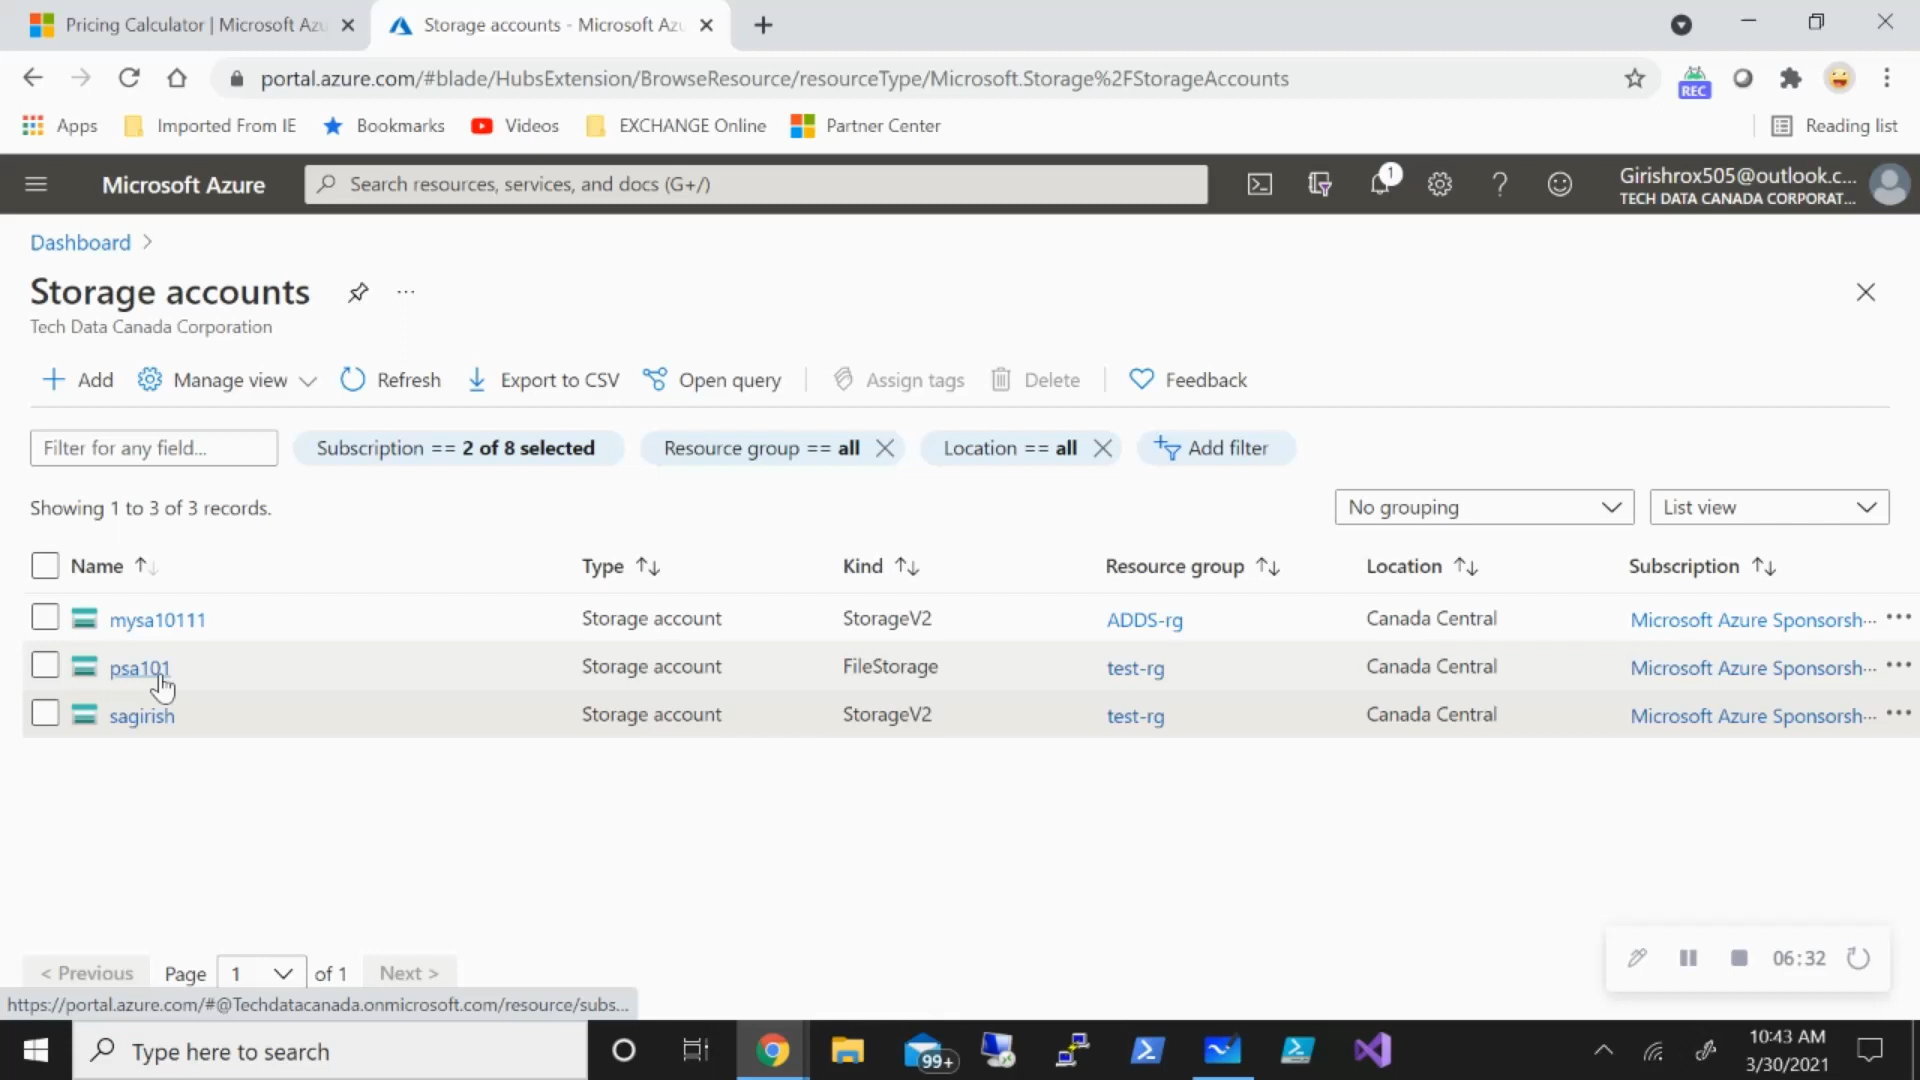 Pricing Calculator | Microsoft Azu
Storage accounts - Microsoft Azu
portal.azure.com/#blade/HubsExtension/BrowseResource/resourceType/Microsoft.Storage%2FStorageAccounts
REC
Apps
Imported From IE
Bookmarks
Videos
EXCHANGE Online
Partner Center
Reading list
Microsoft Azure
Search resources, services, and docs (G+/)
1
Girishrox505@outlook.c...
TECH DATA CANADA CORPORAT...
Dashboard
Storage accounts
Tech Data Canada Corporation
Add
Manage view
Refresh
Export to CSV
Open query
Assign tags
Delete
Feedback
Filter for any field...
Subscription == 2 of 8 selected
Resource group == all
Location == all
Add filter
Showing 1 to 3 of 3 records.
No grouping
List view
Name Type Kind Resource group Location Subscription
mysa10111 Storage account StorageV2 ADDS-rg Canada Central Microsoft Azure Sponsorsh...
psa101 Storage account FileStorage test-rg Canada Central Microsoft Azure Sponsorsh...
sagirish Storage account StorageV2 test-rg Canada Central Microsoft Azure Sponsorsh...
< Previous Page 1 of 1 Next >
06:32
https://portal.azure.com/#@Techdatacanada.onmicrosoft.com/resource/subs...
Type here to search
99+
10:43 AM
3/30/2021